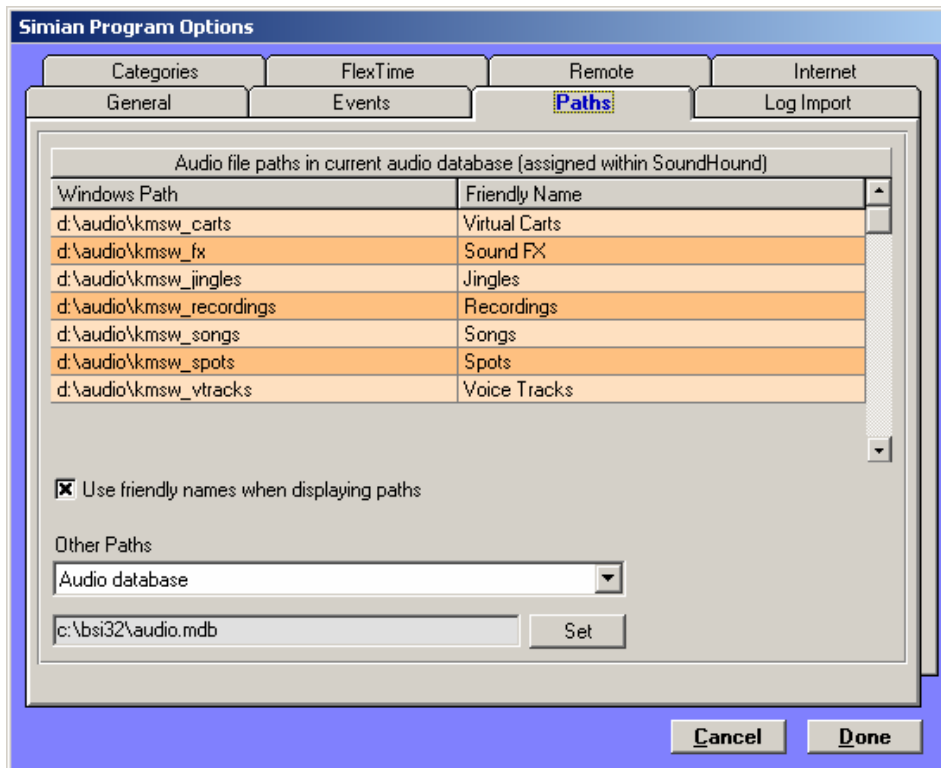 Simian Program Options
Categories FlexTime Remote Internet
General Events Paths Log Import
Audio file paths in current audio database (assigned within SoundHound)
Windows Path Friendly Name
d:\audio\kmsw_carts Virtual Carts
d:\audio\kmsw_fx Sound FX
d:\audio\kmsw_jingles Jingles
d:\audio\kmsw_recordings Recordings
d:\audio\kmsw_songs Songs
d:\audio\kmsw_spots Spots
d:\audio\kmsw_vtracks Voice Tracks
Use friendly names when displaying paths
Other Paths
Audio database
c:\bsi32\audio.mdb Set
Cancel Done